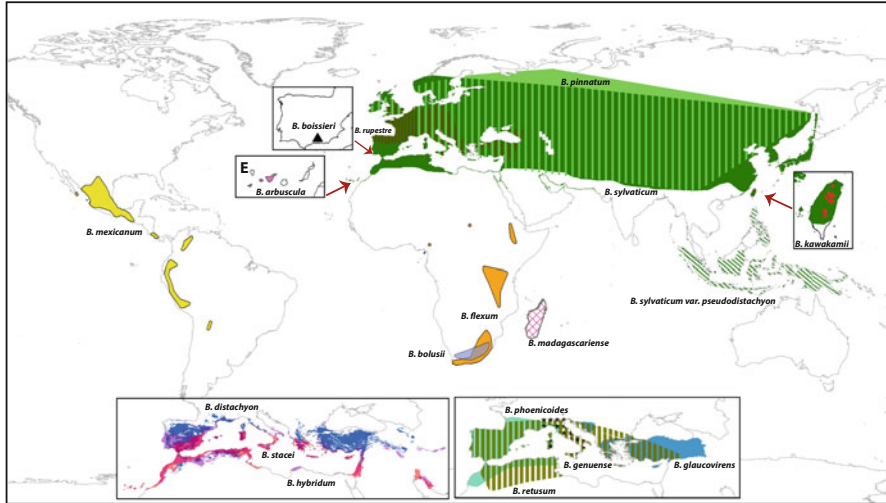 B. pinnatum
B. boissieri
B. rupestre
E
B. arbuscula
B. sylvaticum
B. kawakamii
B. mexicanum
B. sylvaticum var. pseudodistachyon
B. flexum
B. madagascariense
B. bolusii
B. distachyon
B. stacei
B. hybridum
B. phoenicoides
B. genuense
B. glaucovirens
B. retusum